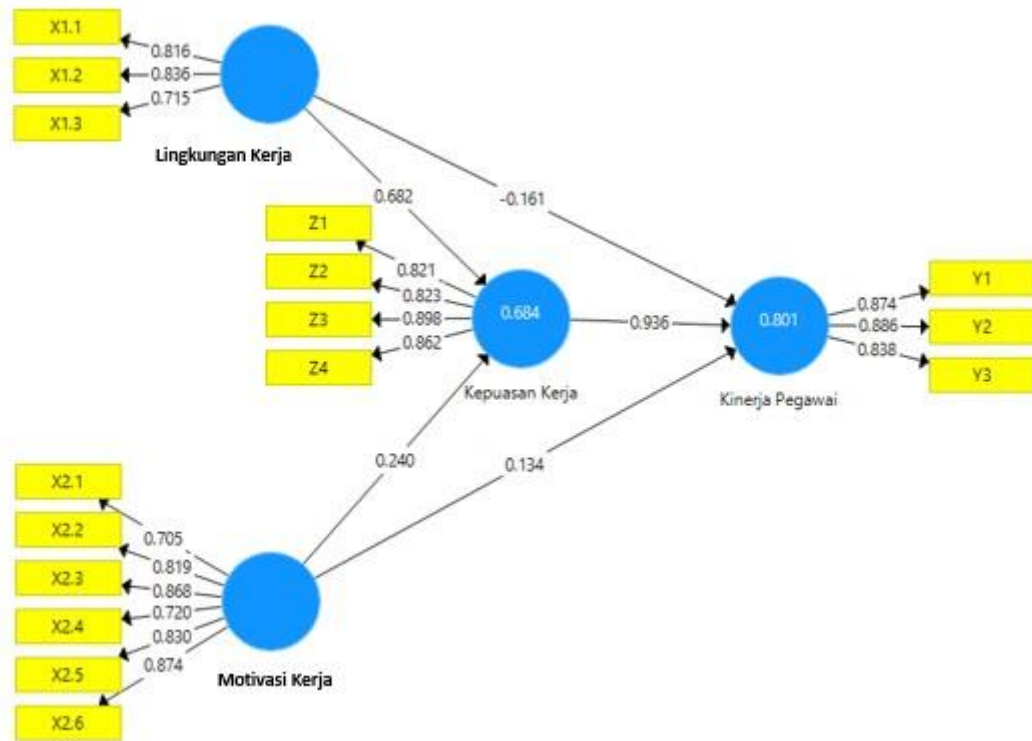 X1.1
0.816
X1.2
0.836
X1.3
0.715
Lingkungan Kerja
0.682
-0.161
Z1
0.821
Z2
0.823
Z3
0.898
Z4
0.862
0.684
Kepuasan Kerja
0.936
0.801
Kinerja Pegawai
0.874
Y1
0.886
Y2
0.838
Y3
0.240
0.134
X2.1
0.705
X2.2
0.819
X2.3
0.868
X2.4
0.720
X2.5
0.830
X2.6
0.874
Motivasi Kerja